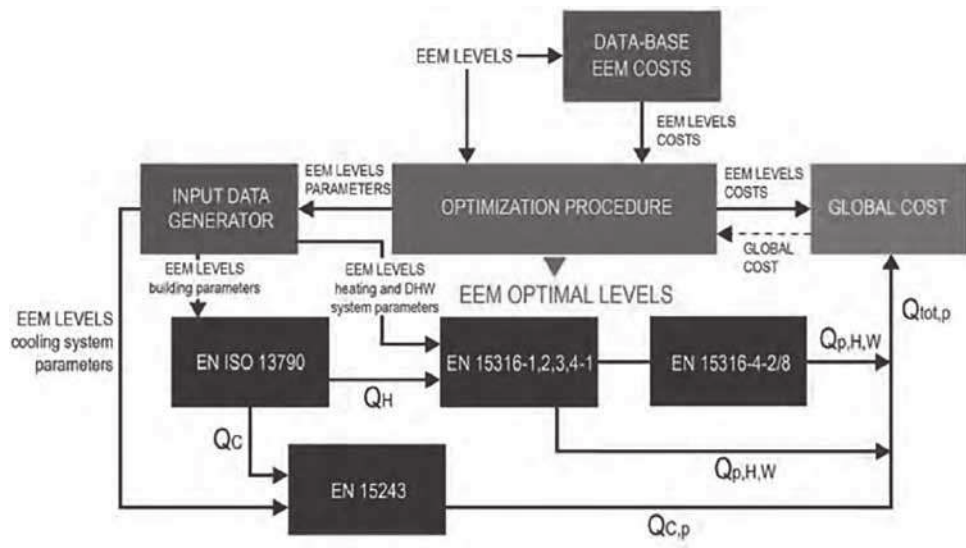 DATA-BASE
EEM COSTS
EEM LEVELS
EEM LEVELS
COSTS
INPUT DATA
GENERATOR
EEM LEVELS
PARAMETERS
OPTIMIZATION PROCEDURE
EEM LEVELS
COSTS
GLOBAL COST
GLOBAL
COST
EEM LEVELS
building parameters
EEM LEVELS
heating and DHW
system parameters
EEM OPTIMAL LEVELS
EEM LEVELS
cooling system
parameters
Qtot,p
EN ISO 13790
QH
EN 15316-1,2,3,4-1
EN 15316-4-2/8
Qp,H,W
QC
Qp,H,W
EN 15243
QC,p